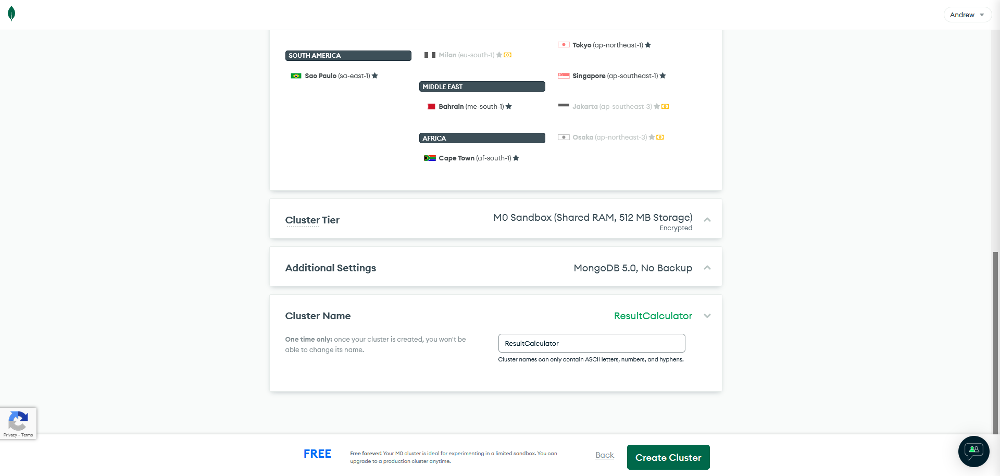 Andrew
SOUTH AMERICA
Sao Paulo (sa-east-1)
Milan (eu-south-1)
MIDDLE EAST
Bahrain (me-south-1)
AFRICA
Cape Town (af-south-1)
Tokyo (ap-northeast-1)
Singapore (ap-southeast-1)
Jakarta (ap-southeast-3)
Osaka (ap-northeast-3)
Cluster Tier
M0 Sandbox (Shared RAM, 512 MB Storage)
Encrypted
Additional Settings
MongoDB 5.0, No Backup
Cluster Name
ResultCalculator
One time only: once your cluster is created, you won't be
able to change its name.
ResultCalculator
Cluster names can only contain ASCII letters, numbers, and hyphens.
Privacy - Terms
FREE
Free forever! Your M0 cluster is ideal for experimenting in a limited sandbox. You can
upgrade to a production cluster anytime.
Back
Create Cluster